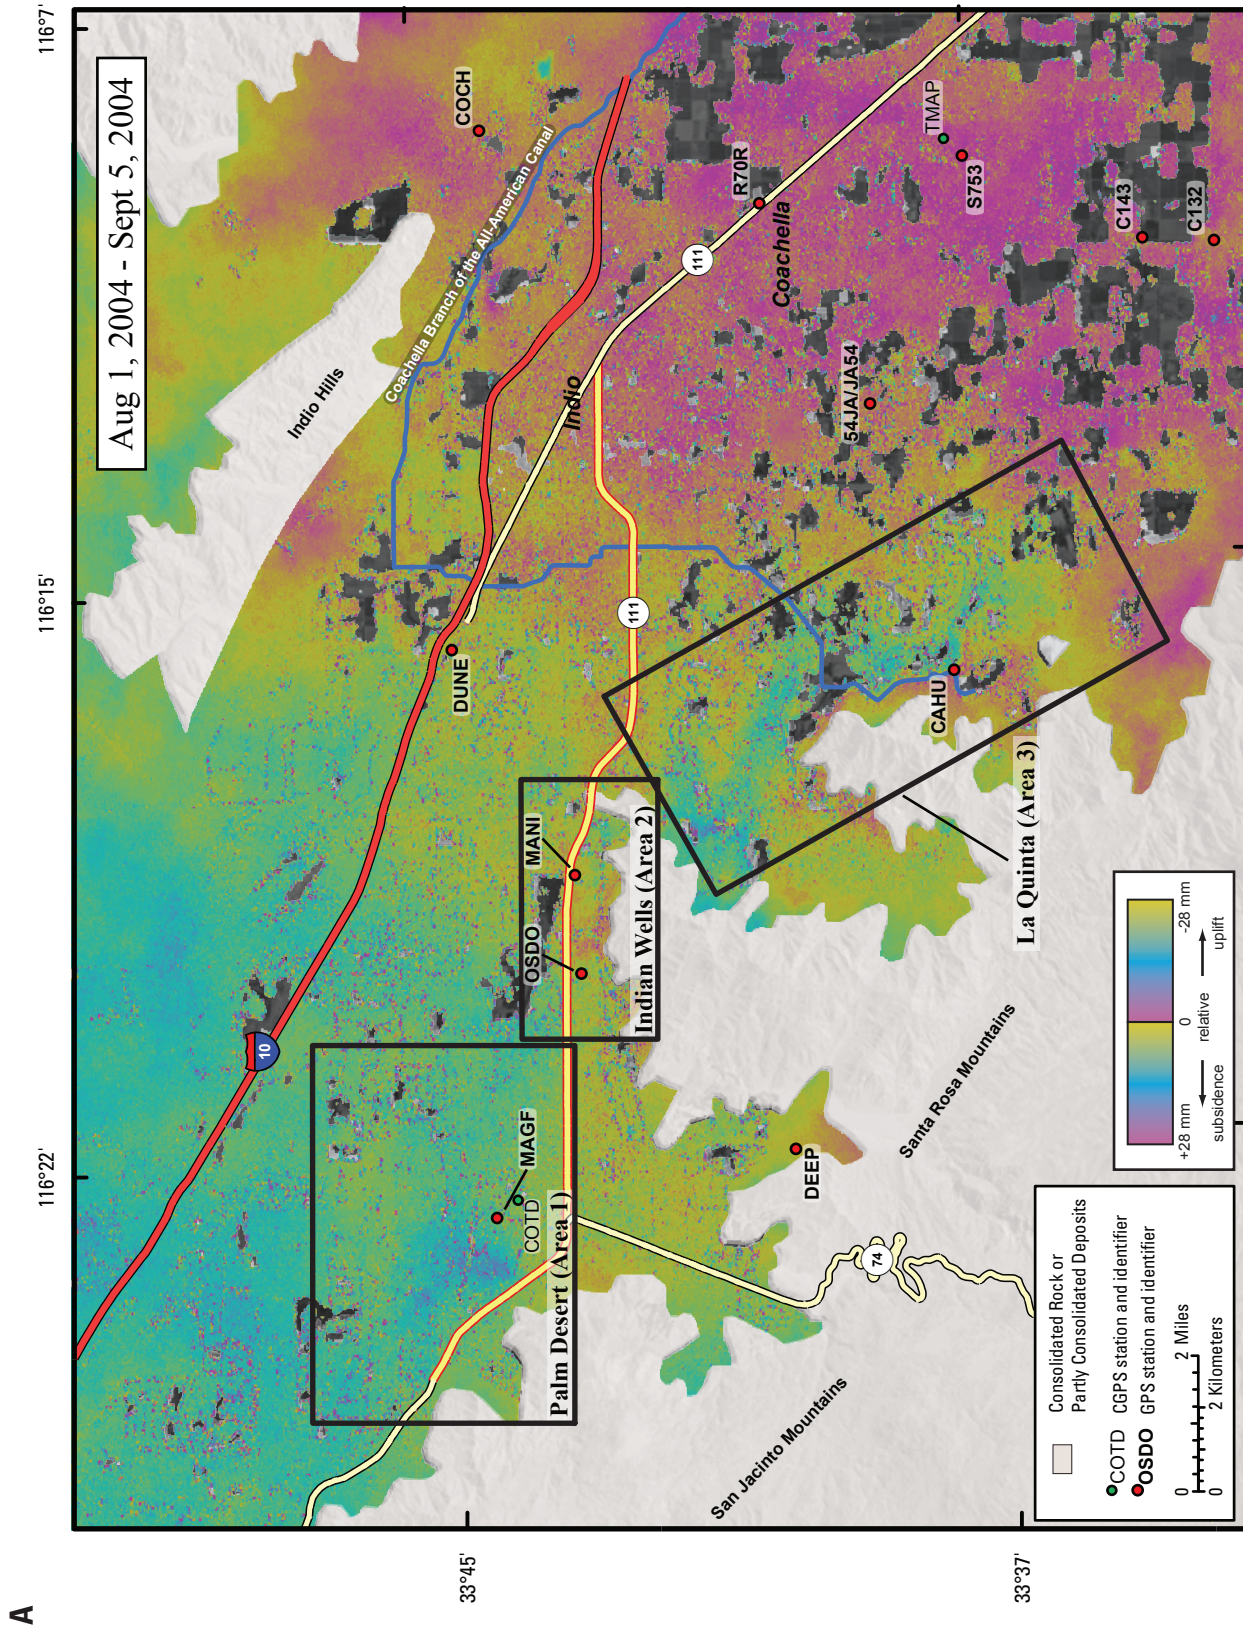 A
Aug 1, 2004 - Sept 5, 2004
116°22'
116°15'
116°7'
33°45'
33°37'
Indio Hills
Coachella Branch of the All-American Canal
COCH
DUNE
10
Indio
111
111
Coachella
R70R
TMAP
S753
C143
C132
54JA/JA54
MAGF
COTD
Palm Desert (Area 1)
OSDO
MANI
Indian Wells (Area 2)
CAHU
La Quinta (Area 3)
DEEP
74
San Jacinto Mountains
Santa Rosa Mountains
Consolidated Rock or
Partly Consolidated Deposits
COTD CGPS station and identifier
OSDO GPS station and identifier
0 2 Miles
0 2 Kilometers
+28 mm 0 -28 mm
subsidence relative uplift